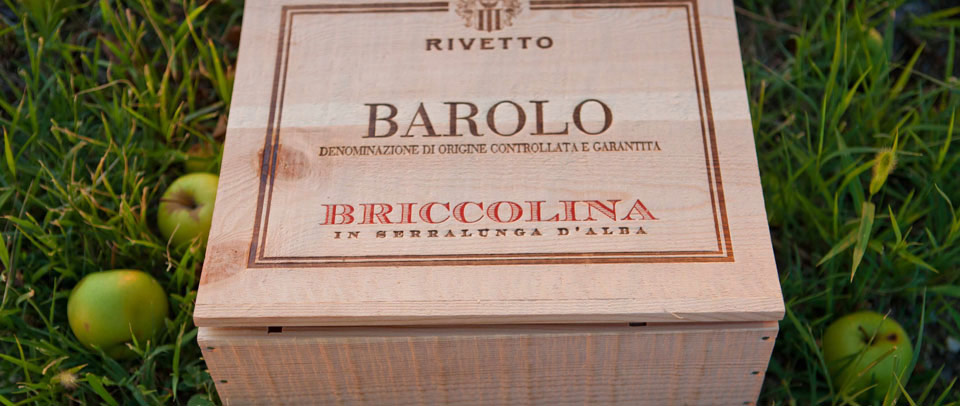 RIVETTO
BAROLO
DENOMINAZIONE DI ORIGINE CONTROLLATA E GARANTITA
BRICCOLINA
IN SERRALUNGA D'ALBA